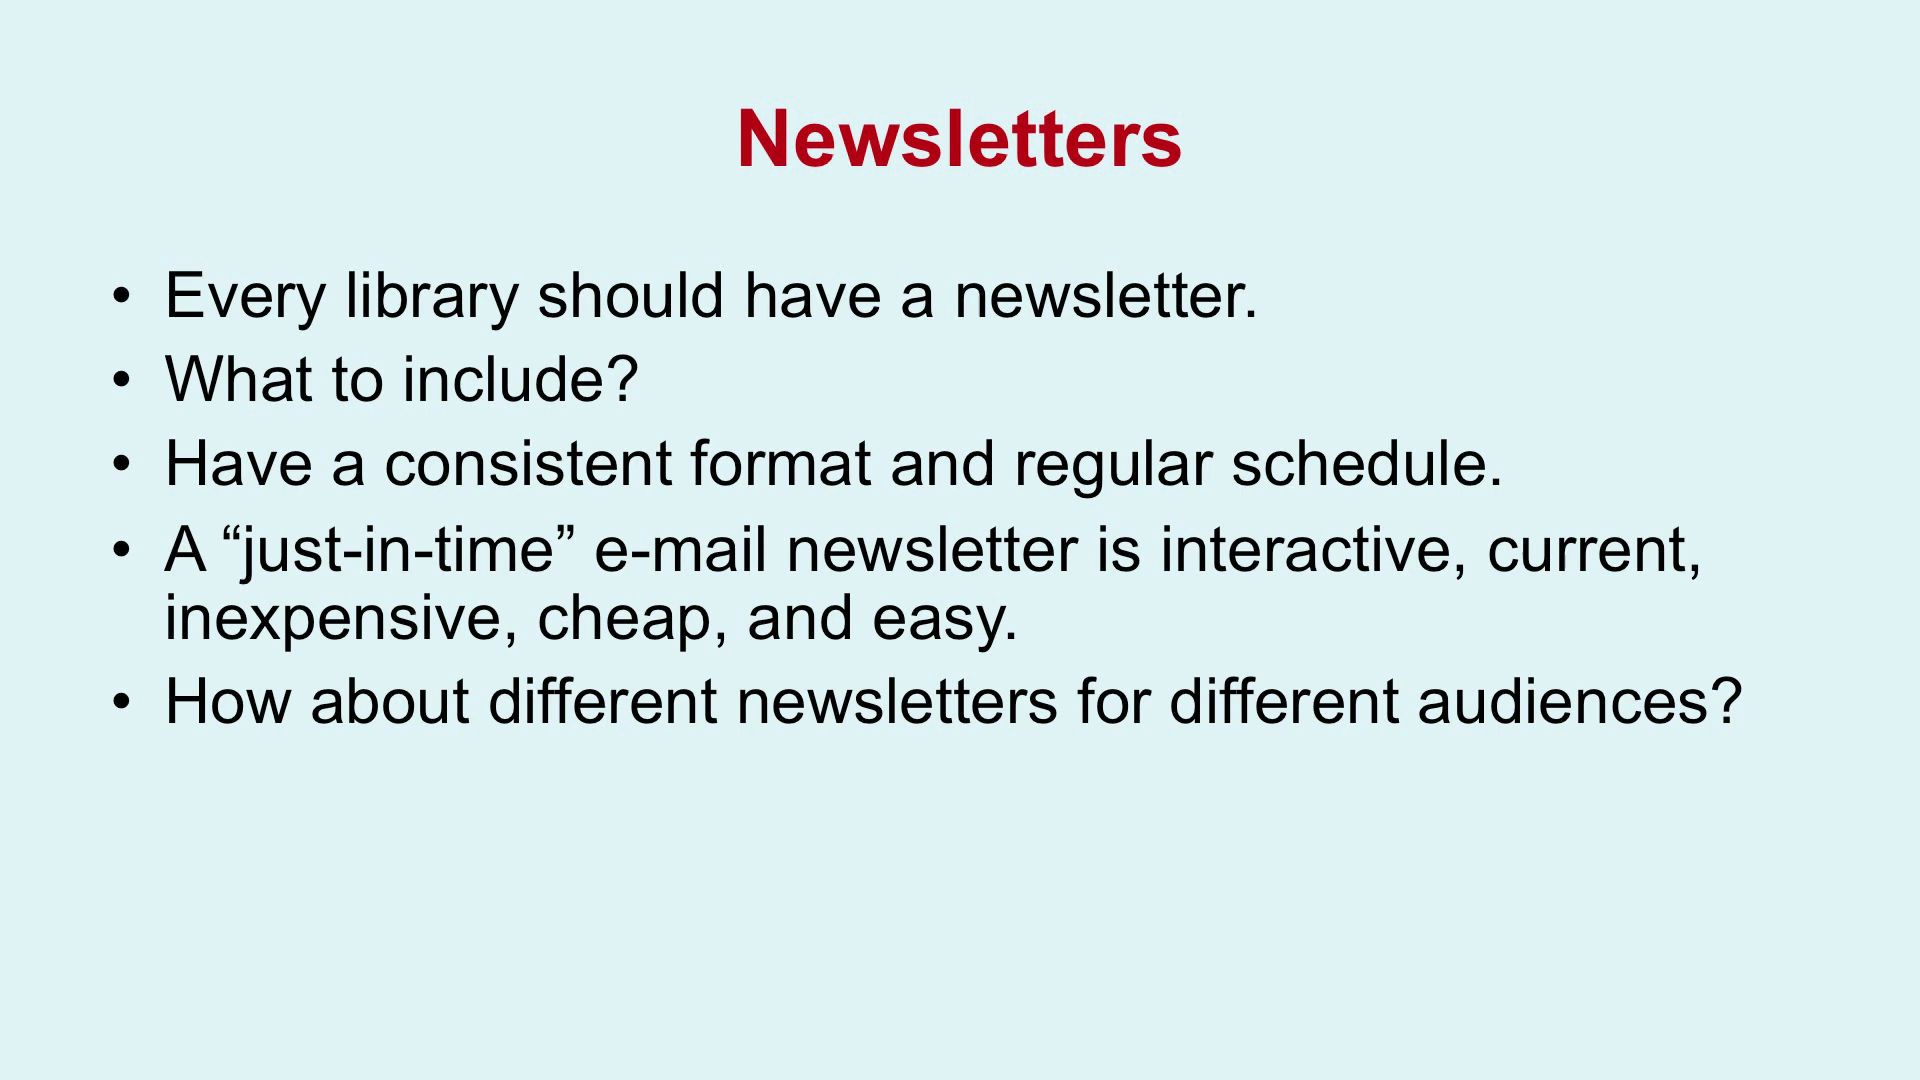 Newsletters
• Every library should have a newsletter.
• What to include?
• Have a consistent format and regular schedule.
• A “just-in-time” e-mail newsletter is interactive, current,
inexpensive, cheap, and easy.
• How about different newsletters for different audiences?